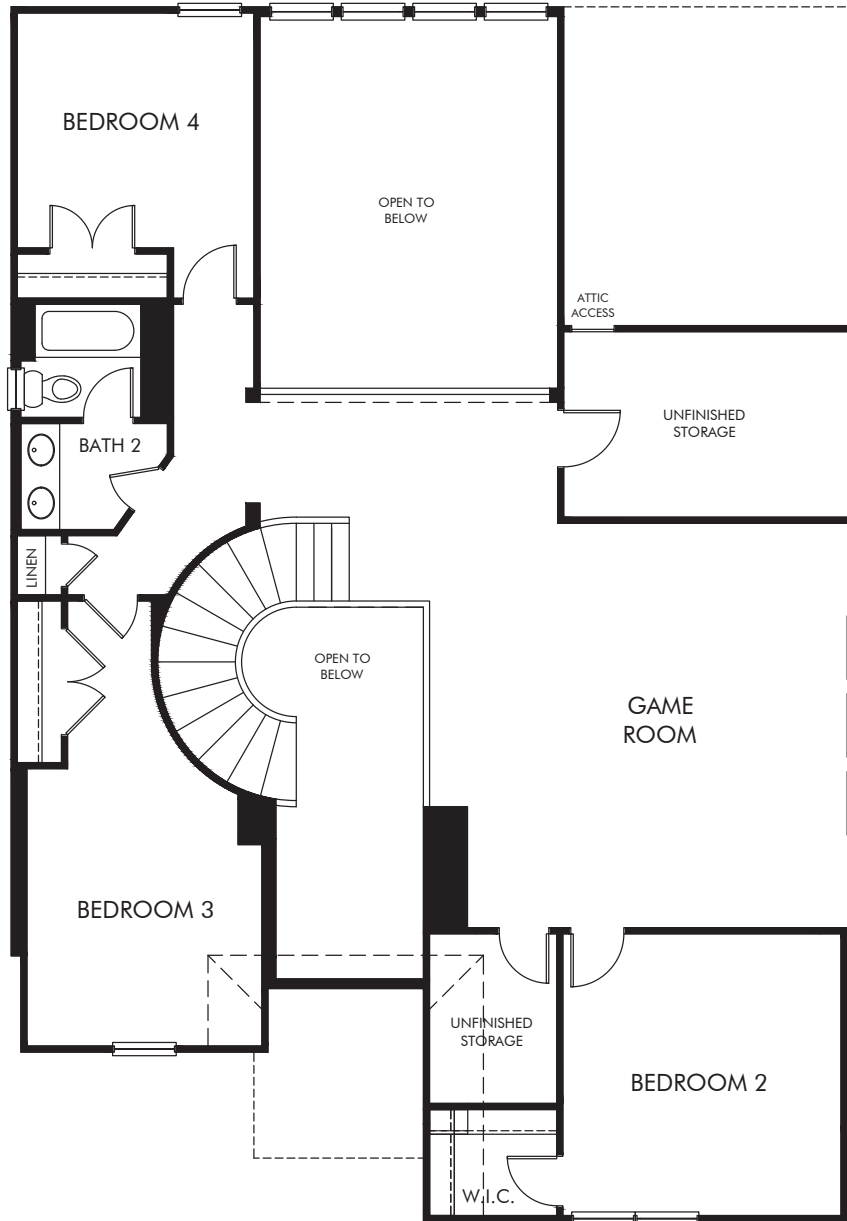 BEDROOM 4
OPEN TO
BELOW
ATTIC
ACCESS
UNFINISHED
STORAGE
BATH 2
LINEN
OPEN TO
BELOW
GAME
ROOM
BEDROOM 3
UNFINISHED
STORAGE
BEDROOM 2
W.I.C.